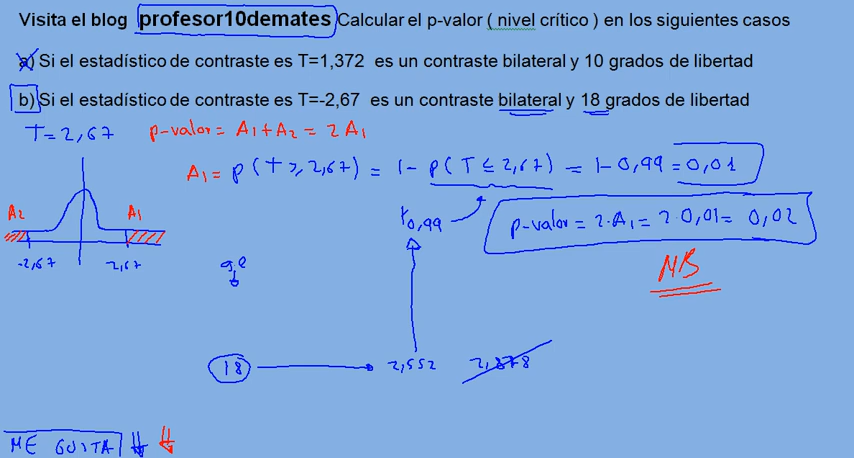 Visita el blog profesor10demates Calcular el p-valor ( nivel crítico ) en los siguientes casos
a) Si el estadístico de contraste es T=1,372 es un contraste bilateral y 10 grados de libertad
b) Si el estadístico de contraste es T=-2,67 es un contraste bilateral y 18 grados de libertad
T=2,67 p-valor= A1+A2 = 2A1
A1= p(T≥2,67) = 1- p(T≤2,67) = 1-0,99 =0,01
A2 A1
-2,67 2,67
t0,99
p-valor=2·A1=2·0,01= 0,02
g.l
MB
18 2,552 2,878
ME GUSTA